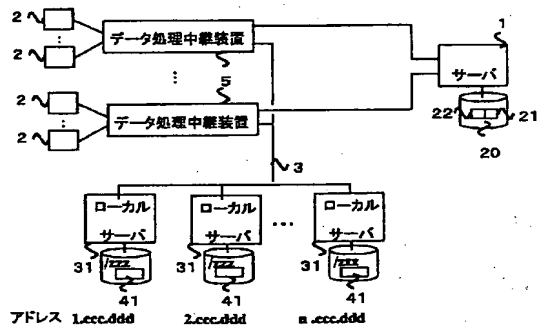 1
2
データ処理中継装置
2
5
サーバ
2
データ処理中継装置
22
21
2
20
3
ローカル
サーバ
ローカル
サーバ
ローカル
サーバ
31
/zzz
31
/zzz
31
/zzz
41
41
41
アドレス 1.ccc.ddd 2.ccc.ddd n.ccc.ddd